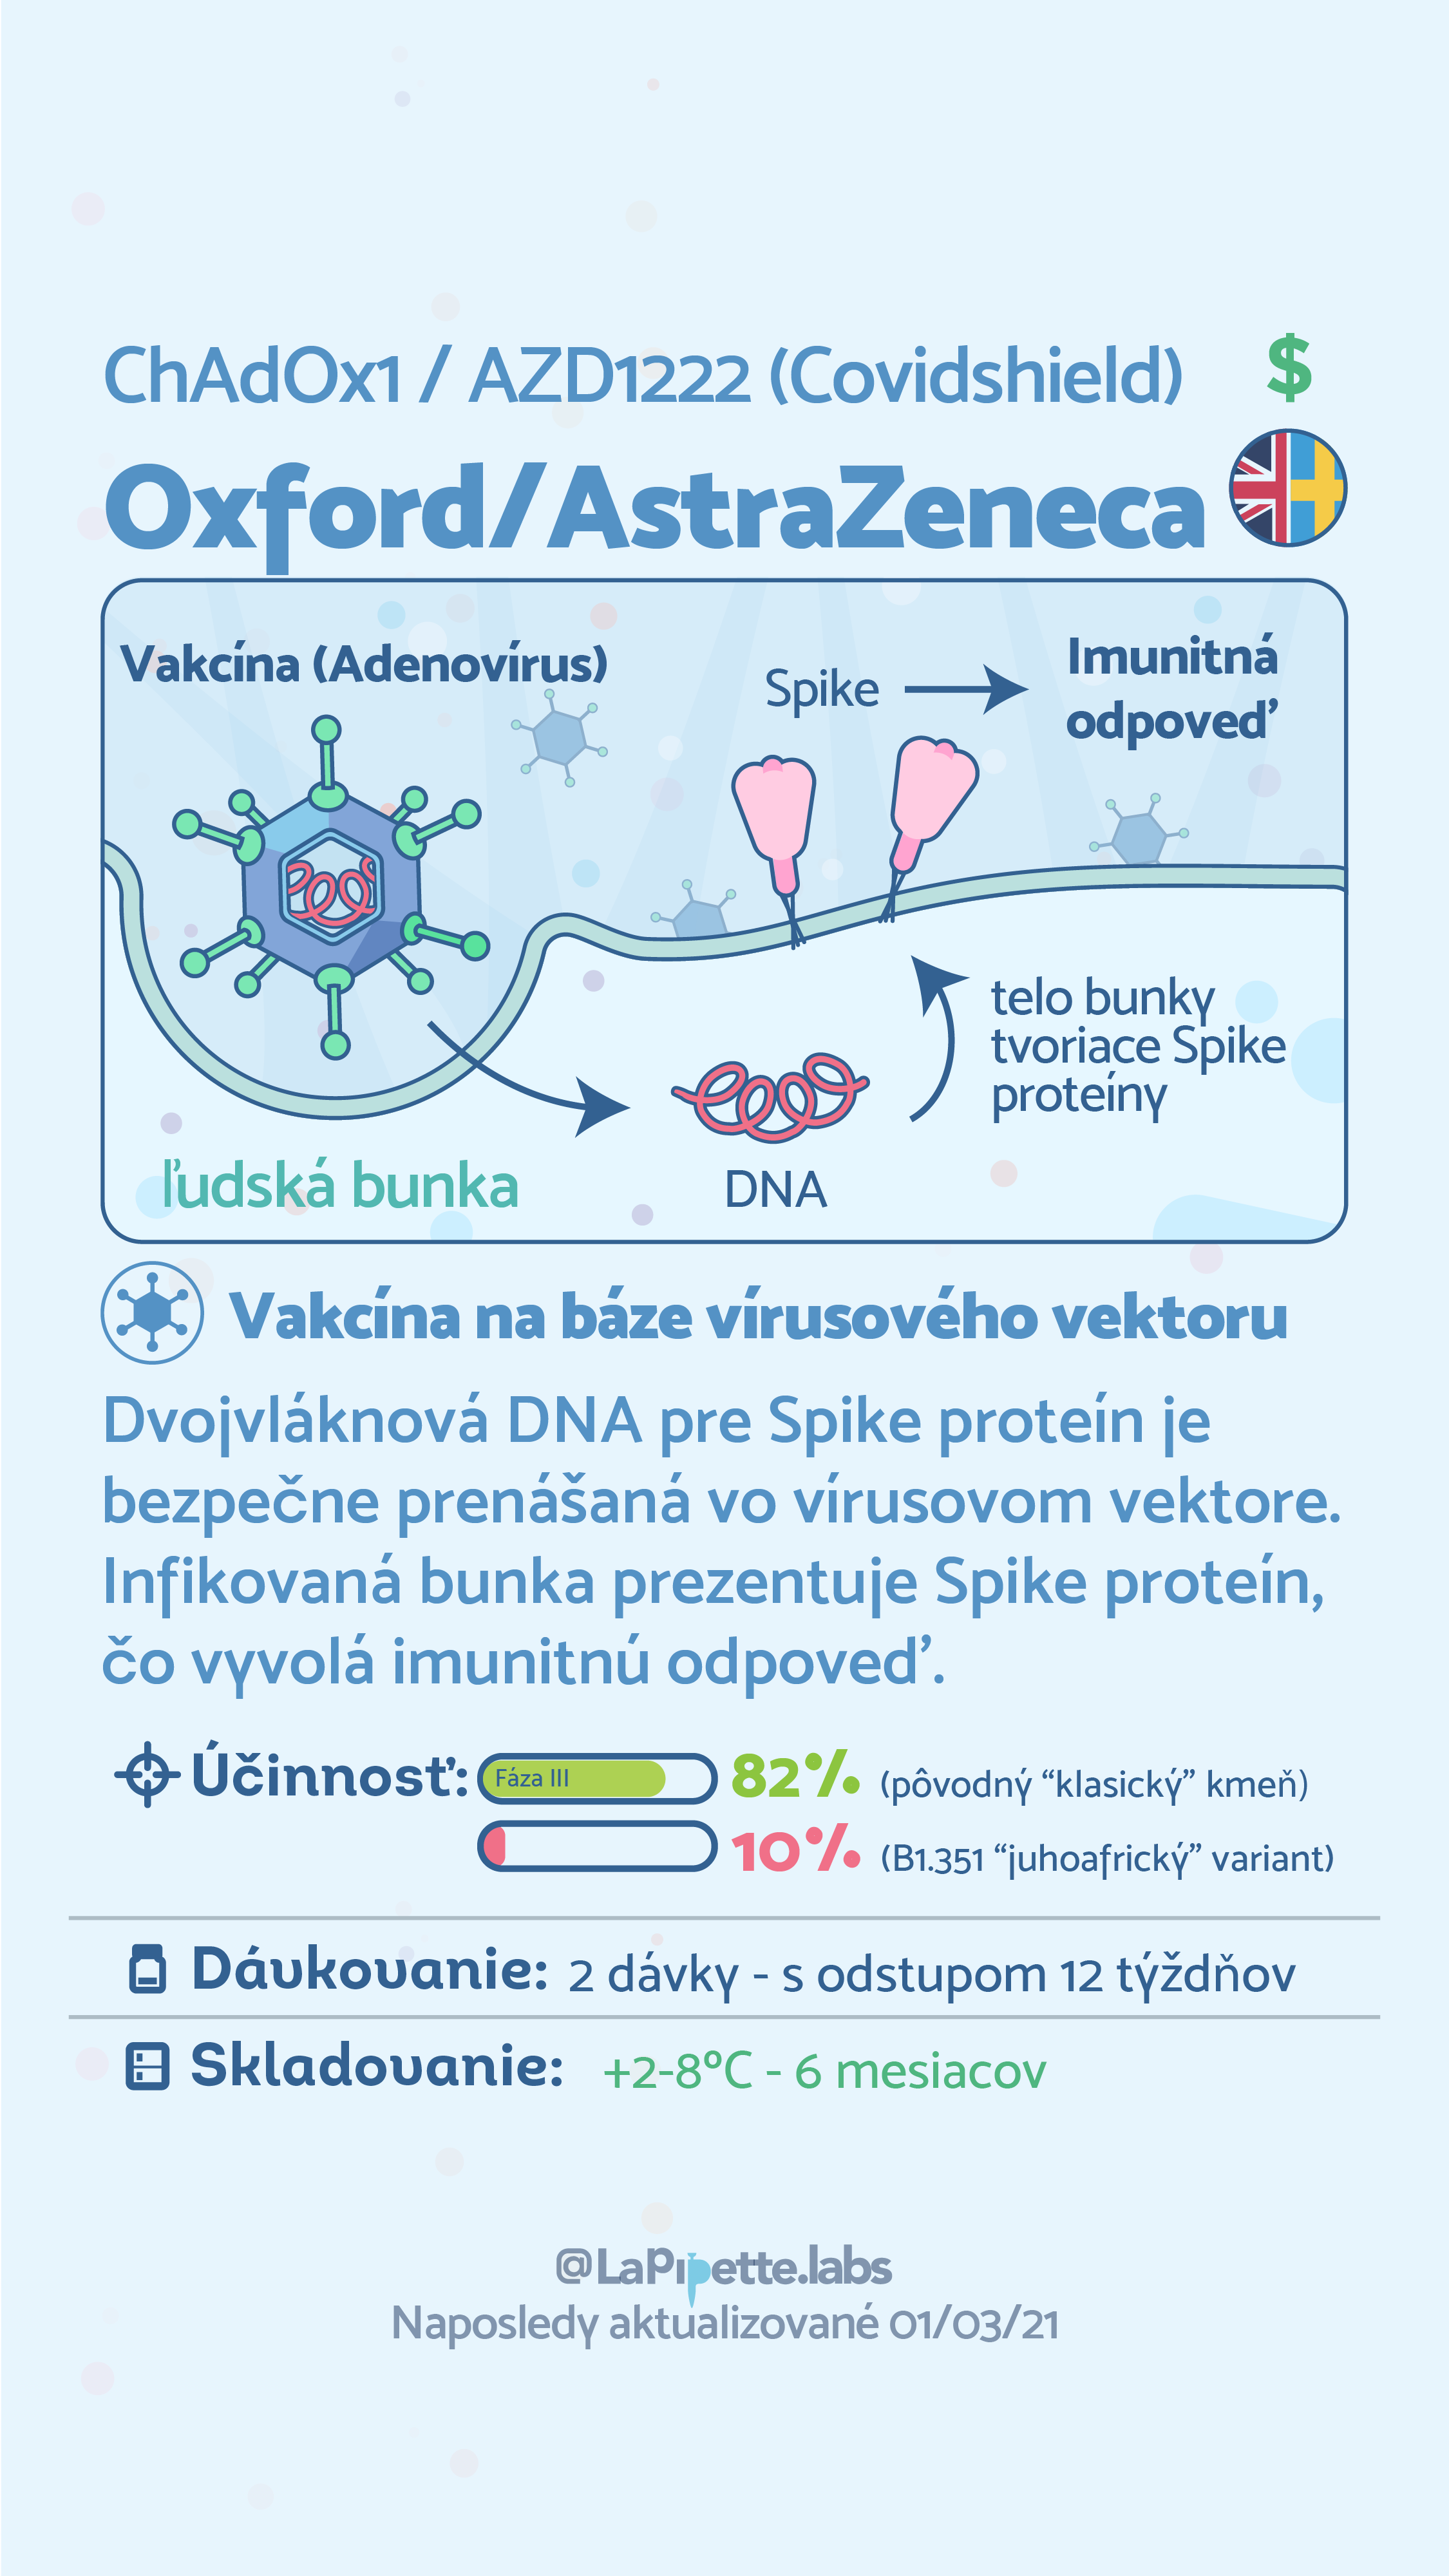 ChAdOx1 / AZD1222 (Covidshield) $
Oxford/AstraZeneca
Vakcína (Adenovírus)
Spike
Imunitná
odpoveď
telo bunky
tvoriace Spike
proteíny
ľudská bunka
DNA
Vakcína na báze vírusového vektoru
Dvojvláknová DNA pre Spike proteín je
bezpečne prenášaná vo vírusovom vektore.
Infikovaná bunka prezentuje Spike proteín,
čo vyvolá imunitnú odpoveď.
Účinnosť: Fáza III 82% (pôvodný “klasický” kmeň)
10% (B1.351 “juhoafrický” variant)
Dávkovanie: 2 dávky - s odstupom 12 týždňov
Skladovanie: +2-8°C - 6 mesiacov
@LaPipette.labs
Naposledy aktualizované 01/03/21